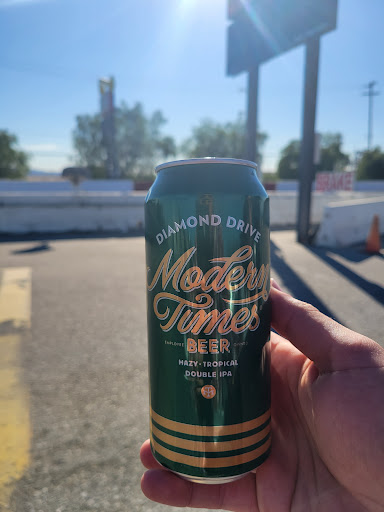 DIAMOND DRIVE
Modern
Times
BEER
HAZY · TROPICAL
DOUBLE IPA